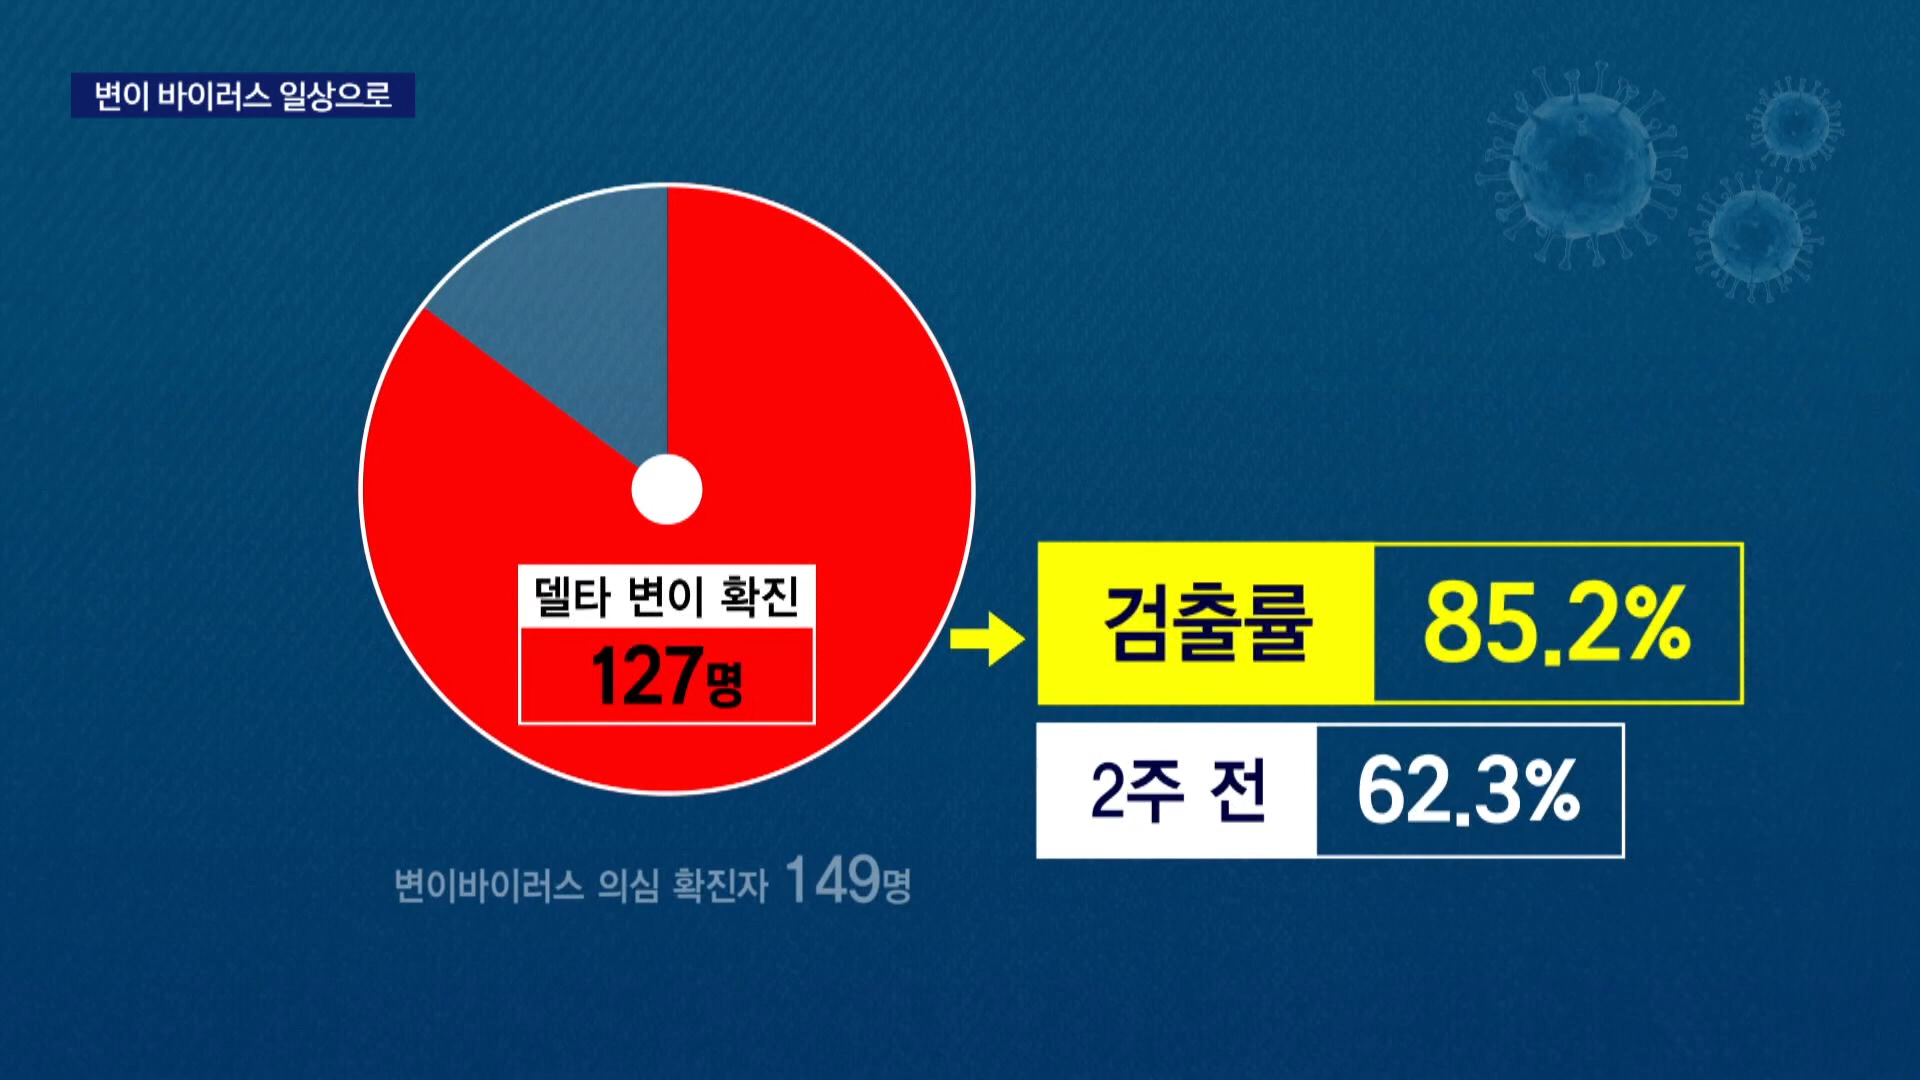 변이 바이러스 일상으로
델타 변이 확진
127명
검출률 85.2%
2주 전 62.3%
변이바이러스 의심 확진자 149명